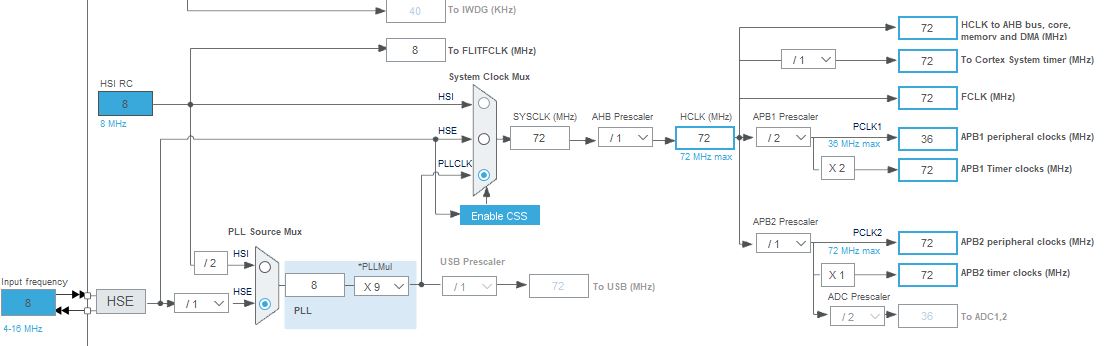 40
To IWDG (KHz)
8
To FLITFCLK (MHz)
HSI RC
8
8 MHz
System Clock Mux
HSI
HSE
PLLCLK
Enable CSS
SYSCLK (MHz)
72
AHB Prescaler
/ 1
HCLK (MHz)
72
72 MHz max
72
HCLK to AHB bus, core,
memory and DMA (MHz)
/ 1
72
To Cortex System timer (MHz)
72
FCLK (MHz)
APB1 Prescaler
/ 2
PCLK1
36 MHz max
36
APB1 peripheral clocks (MHz)
X 2
72
APB1 Timer clocks (MHz)
APB2 Prescaler
/ 1
PCLK2
72 MHz max
72
APB2 peripheral clocks (MHz)
X 1
72
APB2 timer clocks (MHz)
ADC Prescaler
/ 2
36
To ADC1,2
PLL Source Mux
/ 2
HSI
HSE
Input frequency
8
4-16 MHz
HSE
/ 1
8
PLL
*PLLMul
X 9
USB Prescaler
/ 1
72
To USB (MHz)